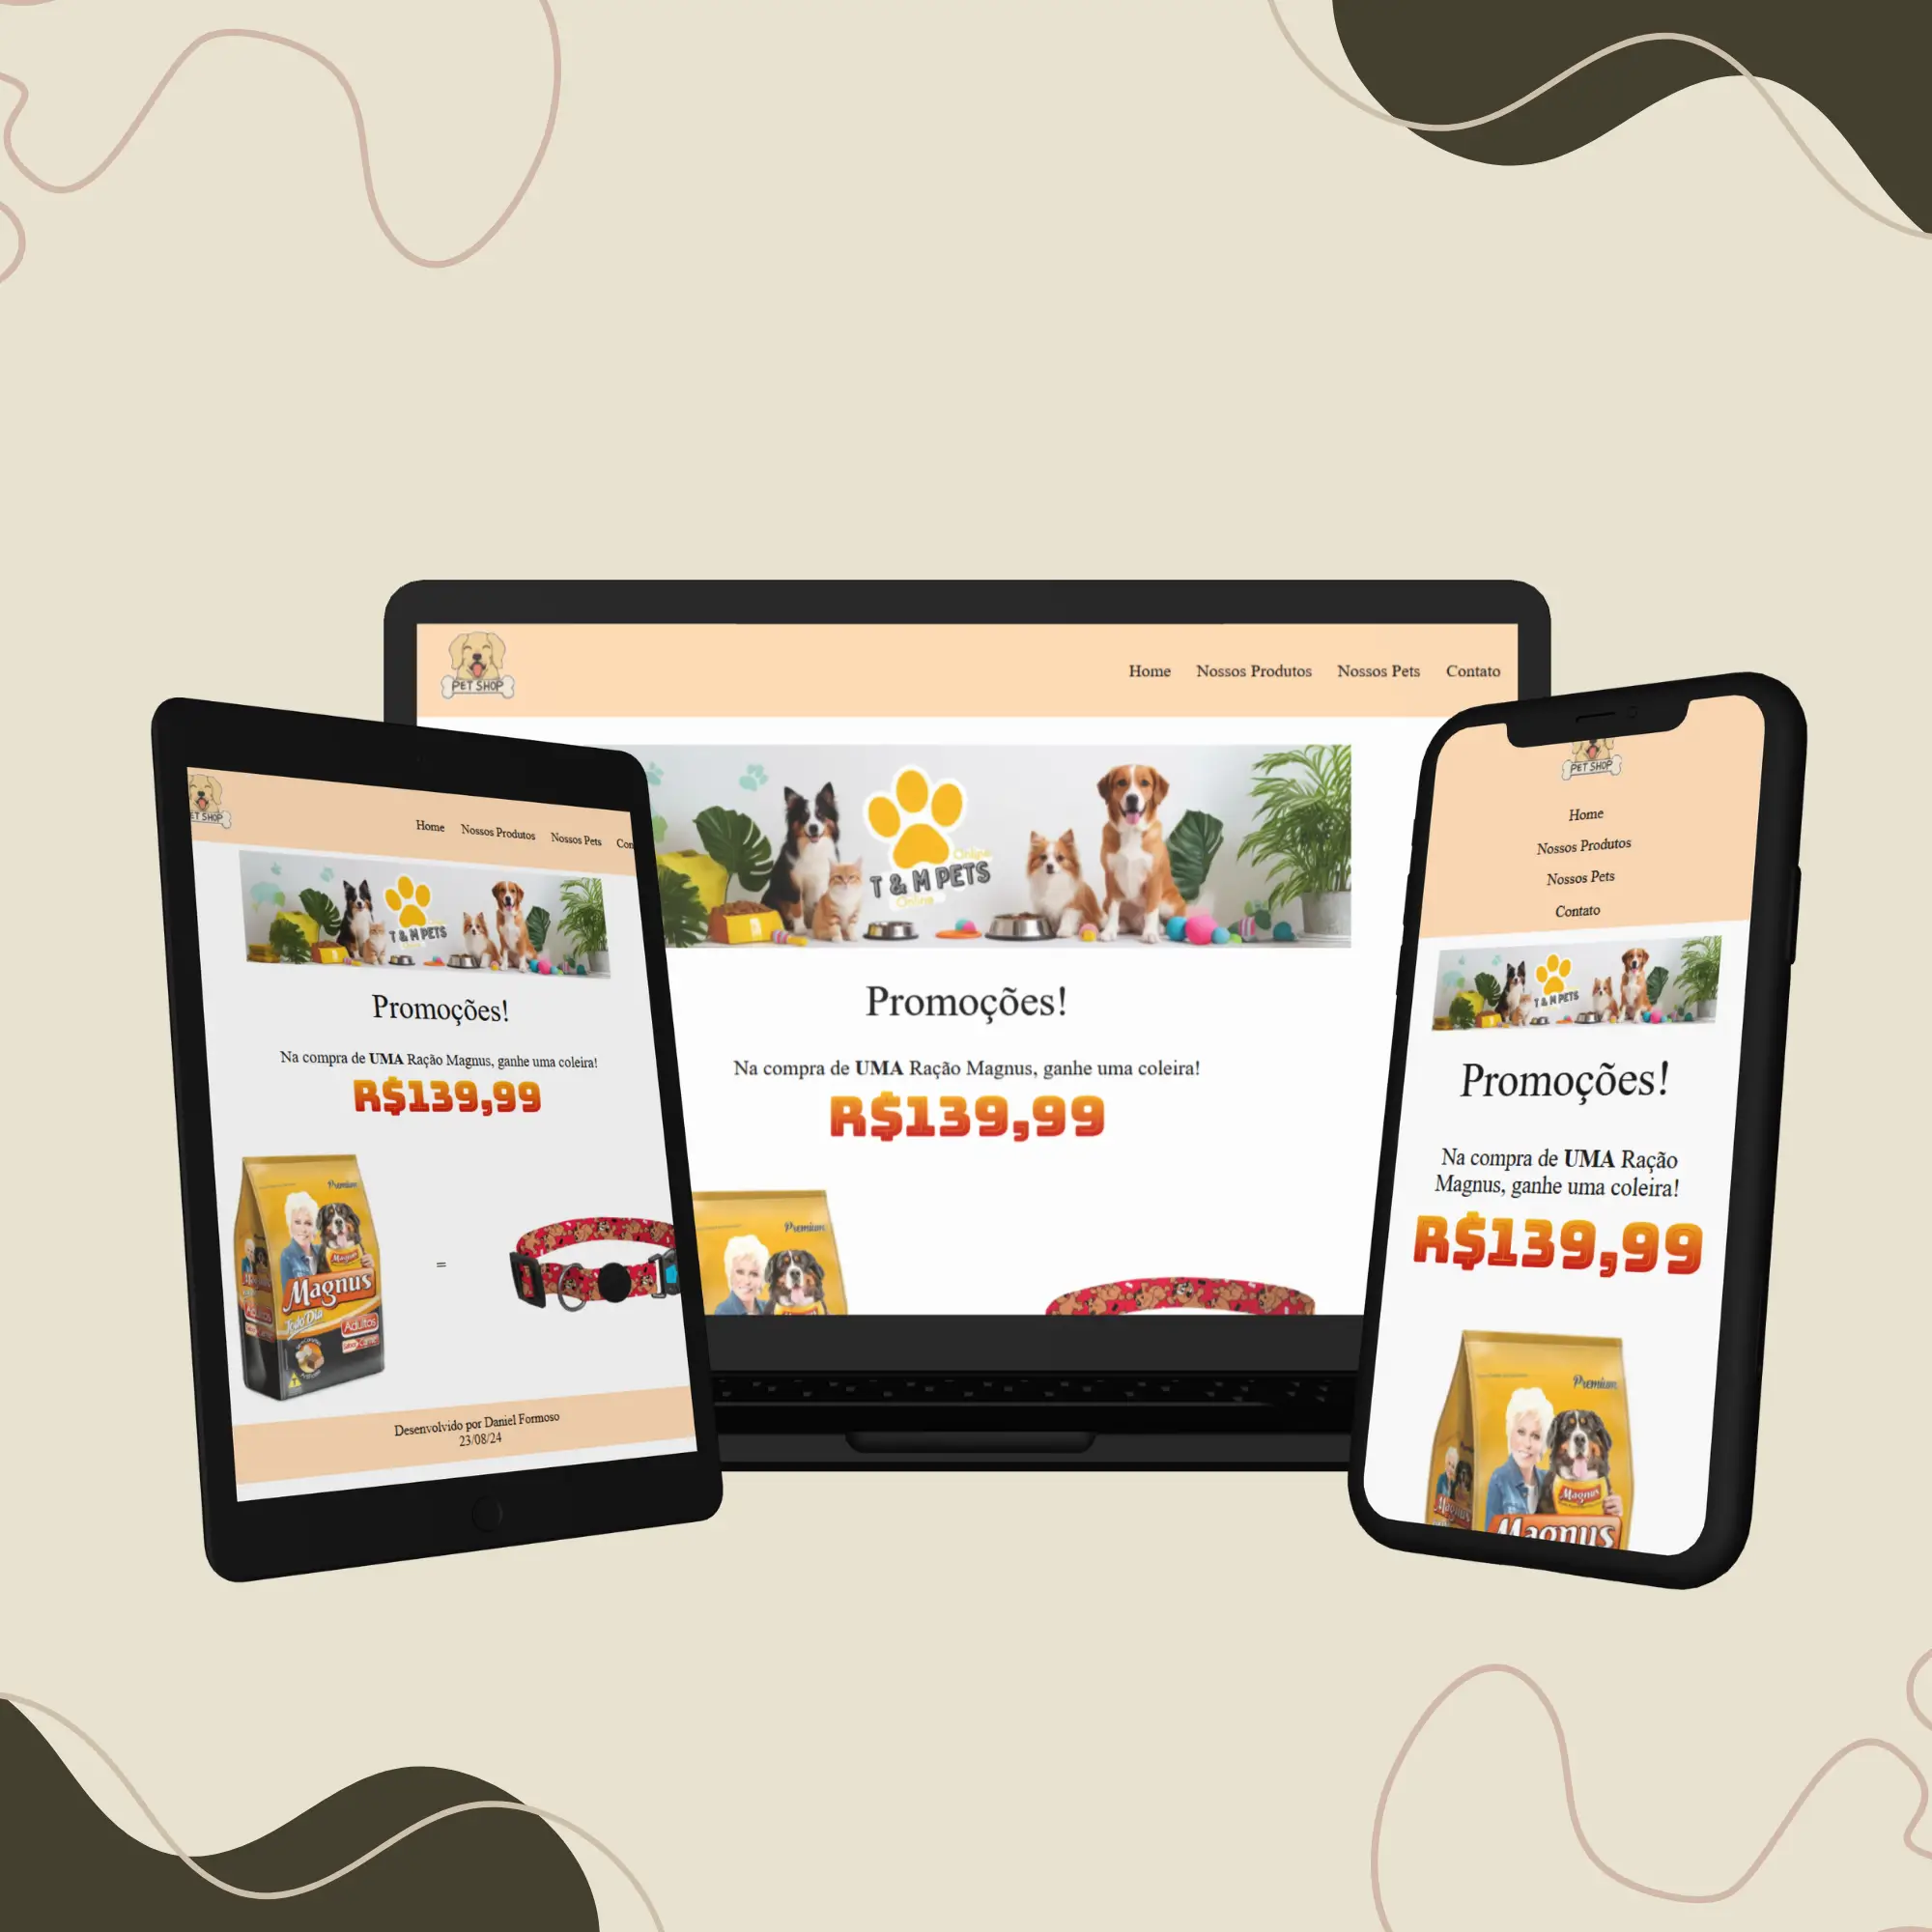 PET SHOP
Home Nossos Produtos Nossos Pets Contato
Online
T & M PETS
Online
Promoções!
Na compra de UMA Ração Magnus, ganhe uma coleira!
R$139,99
Premium
ET SHOP
Home Nossos Produtos Nossos Pets Con
T & M PETS
Promoções!
Na compra de UMA Ração Magnus, ganhe uma coleira!
R$139,99
Premium
Magnus
Magnus
Todo Dia
Adultos
=
Desenvolvido por Daniel Formoso
23/08/24
PET SHOP
Home
Nossos Produtos
Nossos Pets
Contato
T & M PETS
Promoções!
Na compra de UMA Ração
Magnus, ganhe uma coleira!
R$139,99
Premium
Magnus
Magnus
Magnus